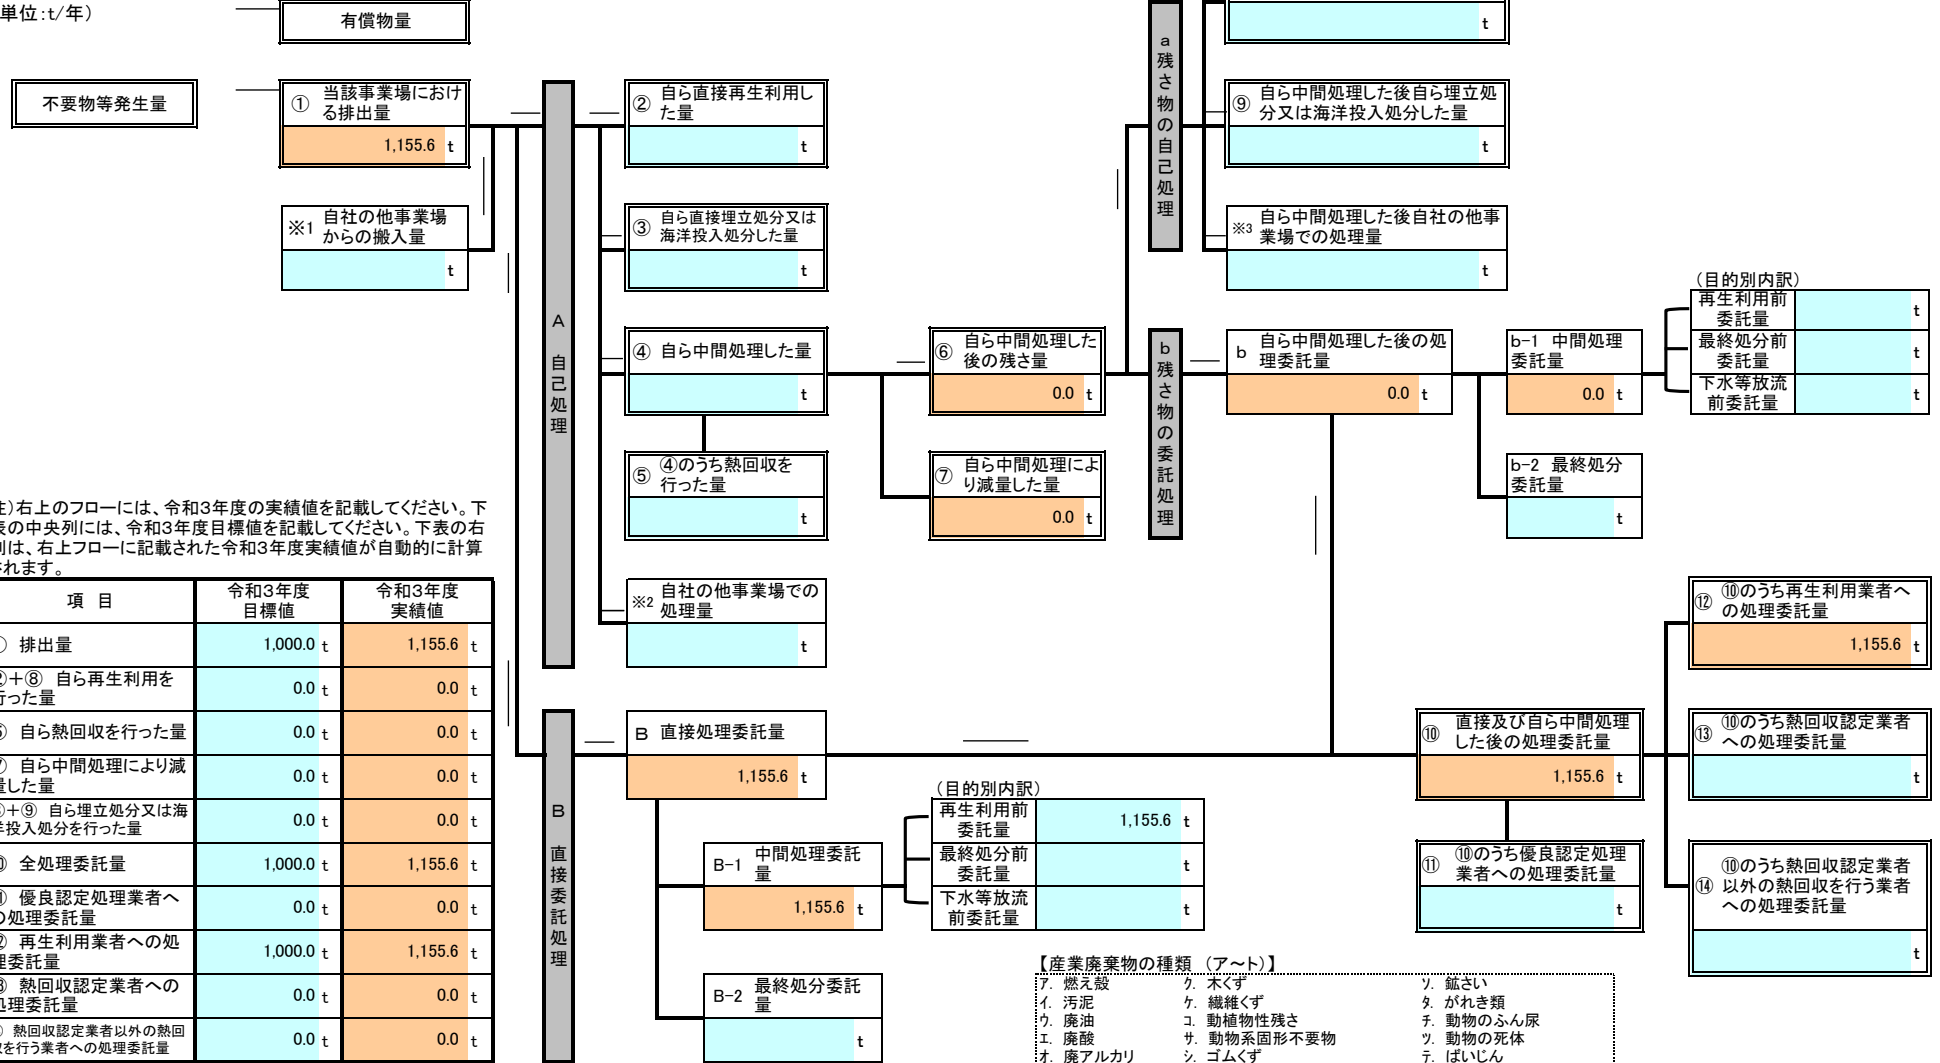 単位:t/年)
有償物量
t
不要物等発生量
① 当該事業場におけ
る排出量
1,155.6 t
※1 自社の他事業場
からの搬入量
t
A 自己処理
② 自ら直接再生利用し
た量
t
③ 自ら直接埋立処分又は
海洋投入処分した量
t
④ 自ら中間処理した量
t
⑤ ④のうち熱回収を
行った量
t
※2 自社の他事業場での
処理量
t
⑥ 自ら中間処理した
後の残さ量
0.0 t
⑦ 自ら中間処理によ
り減量した量
0.0 t
a 残さ物の自己処理
⑨ 自ら中間処理した後自ら埋立処
分又は海洋投入処分した量
t
※3 自ら中間処理した後自社の他事
業場での処理量
t
b 残さ物の委託処理
b 自ら中間処理した後の処
理委託量
0.0 t
b-1 中間処理
委託量
0.0 t
b-2 最終処分
委託量
t
(目的別内訳)
再生利用前
委託量
t
最終処分前
委託量
t
下水等放流
前委託量
t
)右上のフローには、令和3年度の実績値を記載してください。下
表の中央列には、令和3年度目標値を記載してください。下表の右
列は、右上フローに記載された令和3年度実績値が自動的に計算
されます。
項 目
令和3年度
目標値
令和3年度
実績値
排出量 1,000.0 t 1,155.6 t
②+⑧ 自ら再生利用を
行った量 0.0 t 0.0 t
自ら熱回収を行った量 0.0 t 0.0 t
自ら中間処理により減
量した量 0.0 t 0.0 t
+⑨ 自ら埋立処分又は海
洋投入処分を行った量 0.0 t 0.0 t
全処理委託量 1,000.0 t 1,155.6 t
優良認定処理業者へ
の処理委託量 0.0 t 0.0 t
再生利用業者への処
理委託量 1,000.0 t 1,155.6 t
熱回収認定業者への
処理委託量 0.0 t 0.0 t
熱回収認定業者以外の熱回
収を行う業者への処理委託量 0.0 t 0.0 t
B 直接委託処理
B 直接処理委託量
1,155.6 t
B-1 中間処理委託
量
1,155.6 t
B-2 最終処分委託
量
t
(目的別内訳)
再生利用前
委託量
1,155.6 t
最終処分前
委託量
t
下水等放流
前委託量
t
⑩ 直接及び自ら中間処理
した後の処理委託量
1,155.6 t
⑪ ⑩のうち優良認定処理
業者への処理委託量
t
⑫ ⑩のうち再生利用業者へ
の処理委託量
1,155.6 t
⑬ ⑩のうち熱回収認定業者
への処理委託量
t
⑭ ⑩のうち熱回収認定業者
以外の熱回収を行う業者
への処理委託量
t
【産業廃棄物の種類 (ア~ト)】
ア. 燃え殻 ク. 木くず ソ. 鉱さい
イ. 汚泥 ケ. 繊維くず タ. がれき類
ウ. 廃油 コ. 動植物性残さ チ. 動物のふん尿
エ. 廃酸 サ. 動物系固形不要物 ツ. 動物の死体
オ. 廃アルカリ シ. ゴムくず テ. ばいじん